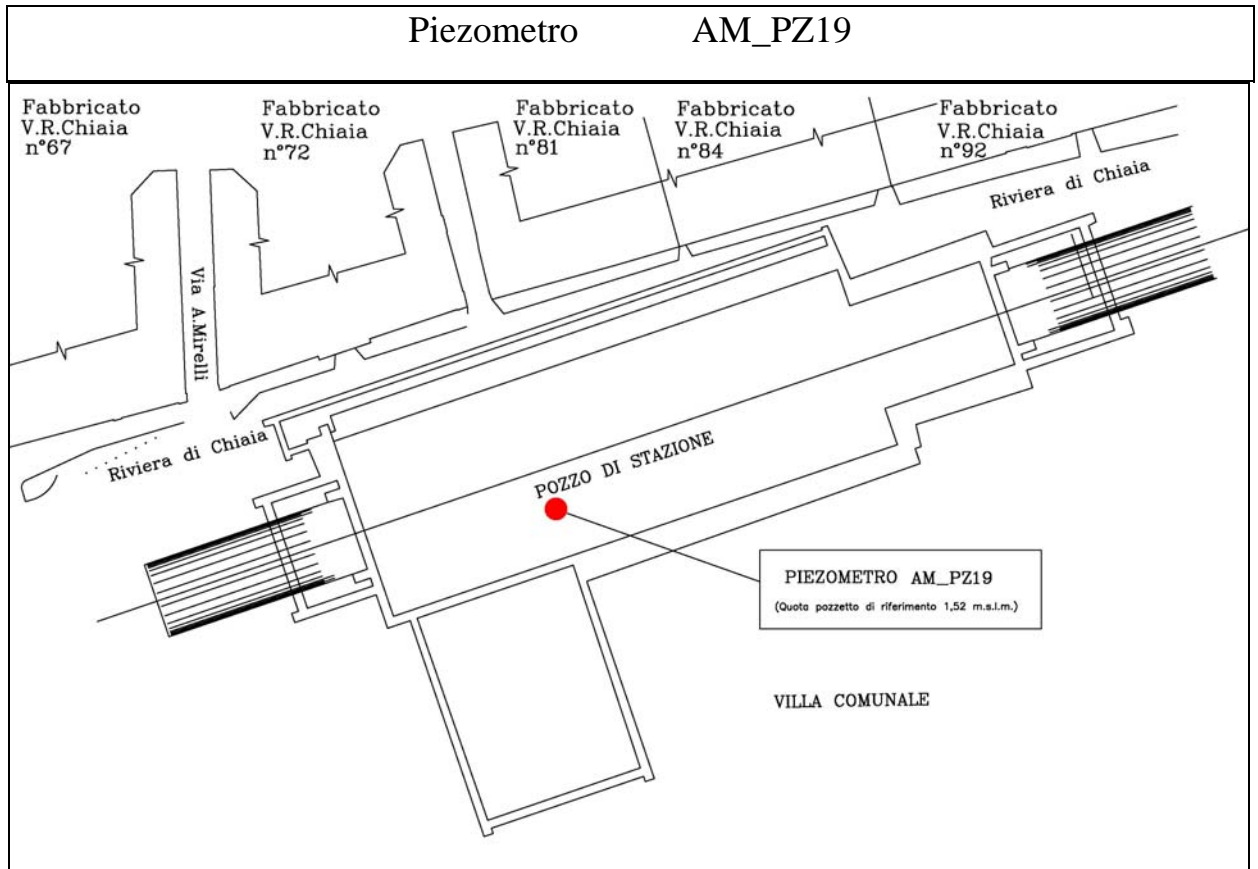 Piezometro AM_PZ19
Fabbricato
V.R.Chiaia
n°67
Fabbricato
V.R.Chiaia
n°72
Fabbricato
V.R.Chiaia
n°81
Fabbricato
V.R.Chiaia
n°84
Fabbricato
V.R.Chiaia
n°92
Riviera di Chiaia
Via A.Mirelli
Riviera di Chiaia
POZZO DI STAZIONE
PIEZOMETRO AM_PZ19
(Quota pozzetto di riferimento 1,52 m.s.l.m.)
VILLA COMUNALE